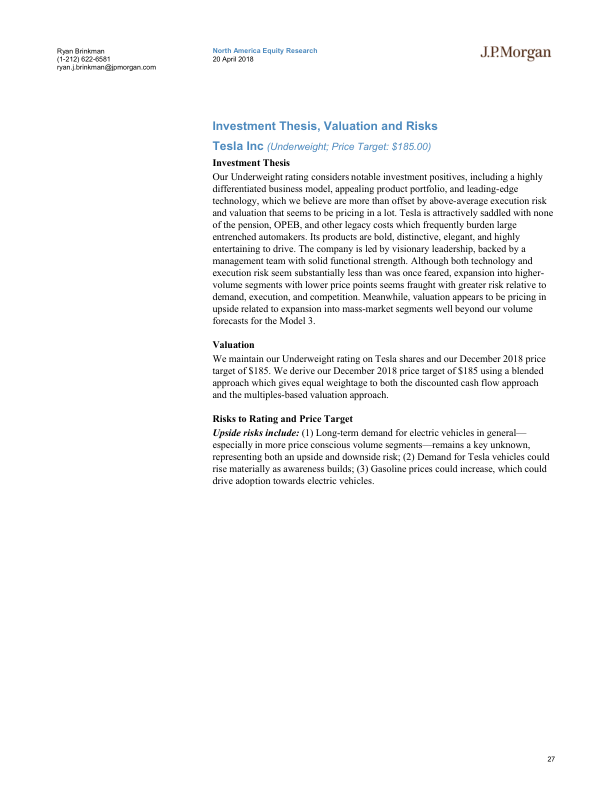 Ryan Brinkman
(1-212) 622-6581
ryan.j.brinkman@jpmorgan.com
North America Equity Research
20 April 2018
J.P.Morgan
Investment Thesis, Valuation and Risks
Tesla Inc (Underweight; Price Target: $185.00)
Investment Thesis
Our Underweight rating considers notable investment positives, including a highly
differentiated business model, appealing product portfolio, and leading-edge
technology, which we believe are more than offset by above-average execution risk
and valuation that seems to be pricing in a lot. Tesla is attractively saddled with none
of the pension, OPEB, and other legacy costs which frequently burden large
entrenched automakers. Its products are bold, distinctive, elegant, and highly
entertaining to drive. The company is led by visionary leadership, backed by a
management team with solid functional strength. Although both technology and
execution risk seem substantially less than was once feared, expansion into higher-
volume segments with lower price points seems fraught with greater risk relative to
demand, execution, and competition. Meanwhile, valuation appears to be pricing in
upside related to expansion into mass-market segments well beyond our volume
forecasts for the Model 3.
Valuation
We maintain our Underweight rating on Tesla shares and our December 2018 price
target of $185. We derive our December 2018 price target of $185 using a blended
approach which gives equal weightage to both the discounted cash flow approach
and the multiples-based valuation approach.
Risks to Rating and Price Target
Upside risks include: (1) Long-term demand for electric vehicles in general—
especially in more price conscious volume segments—remains a key unknown,
representing both an upside and downside risk; (2) Demand for Tesla vehicles could
rise materially as awareness builds; (3) Gasoline prices could increase, which could
drive adoption towards electric vehicles.
27